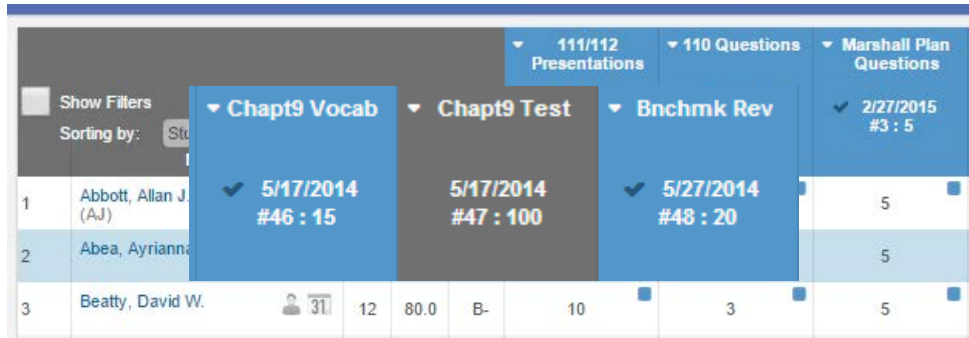 111/112
Presentations
110 Questions
Marshall Plan
Questions
Show Filters
Sorting by:
Chapt9 Vocab
Chapt9 Test
Bnchmk Rev
2/27/2015
#3 : 5
5/17/2014
#46 : 15
5/17/2014
#47 : 100
5/27/2014
#48 : 20
1 Abbott, Allan J.
(AJ)
5
2 Abea, Ayrianna
5
3 Beatty, David W. 31 12 80.0 B- 10 3 5